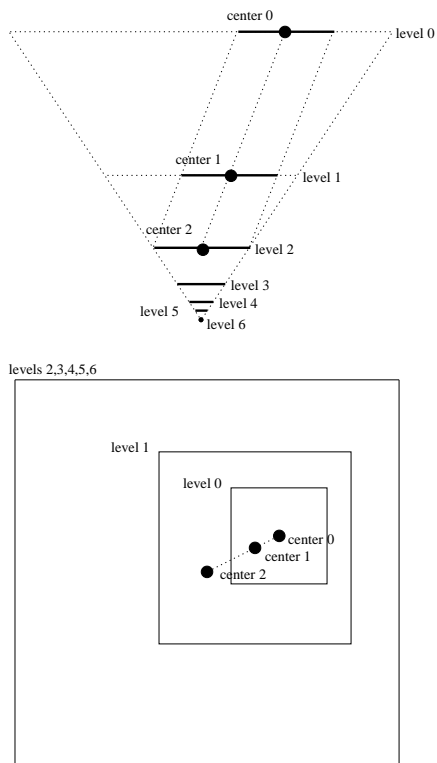 center 0
level 0
center 1
level 1
center 2
level 2
level 3
level 4
level 5
level 6
levels 2,3,4,5,6
level 1
level 0
center 0
center 1
center 2